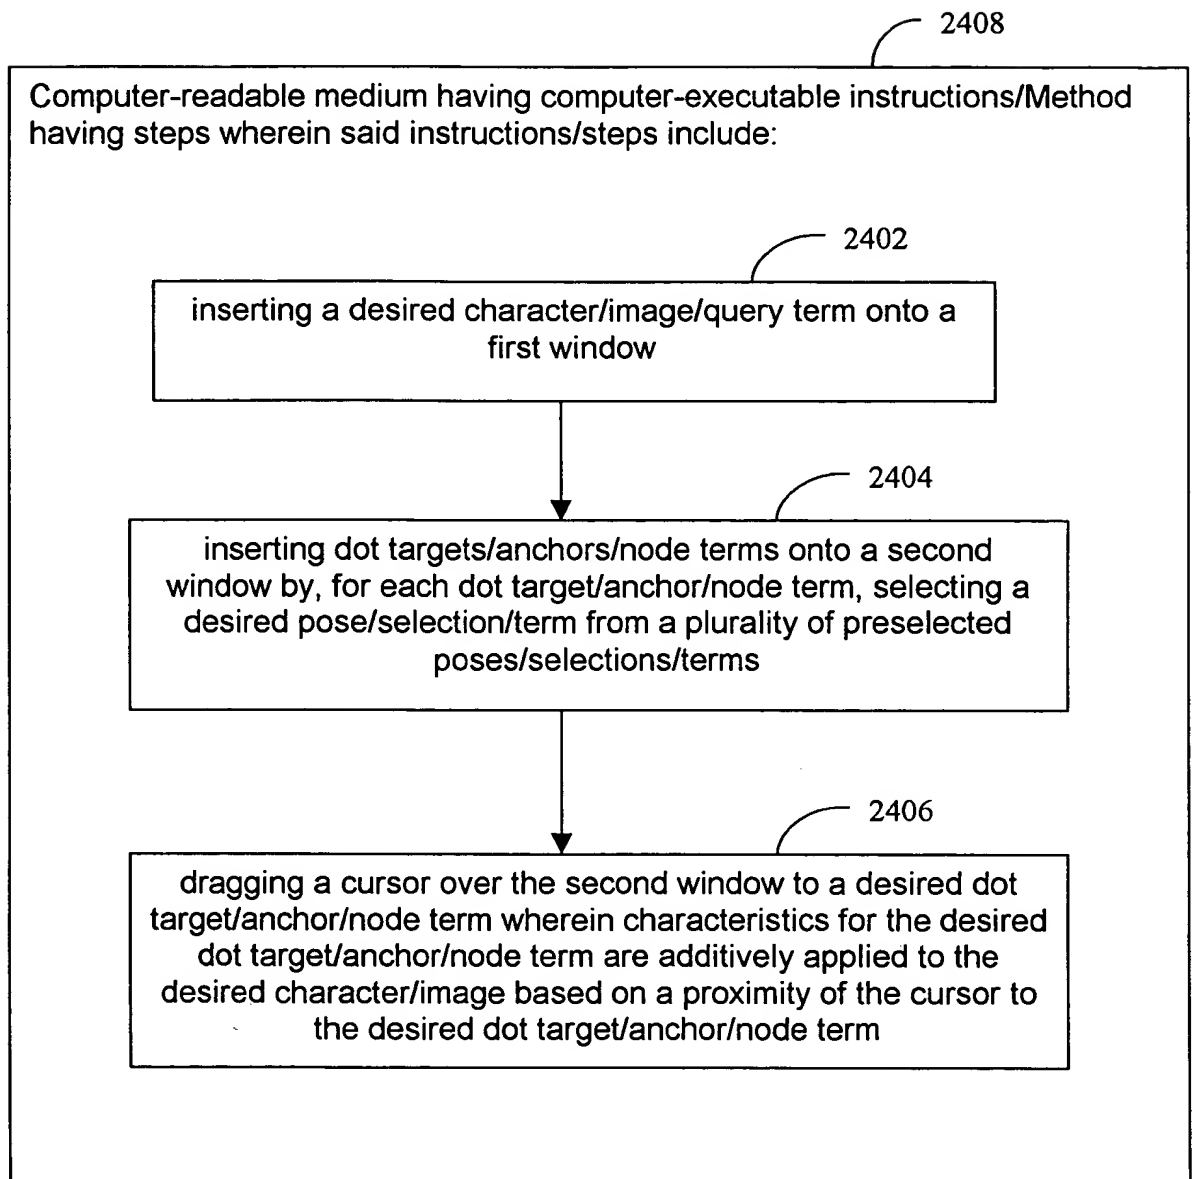 2408
Computer-readable medium having computer-executable instructions/Method
having steps wherein said instructions/steps include:
2402
inserting a desired character/image/query term onto a
first window
2404
inserting dot targets/anchors/node terms onto a second
window by, for each dot target/anchor/node term, selecting a
desired pose/selection/term from a plurality of preselected
poses/selections/terms
2406
dragging a cursor over the second window to a desired dot
target/anchor/node term wherein characteristics for the desired
dot target/anchor/node term are additively applied to the
desired character/image based on a proximity of the cursor to
the desired dot target/anchor/node term